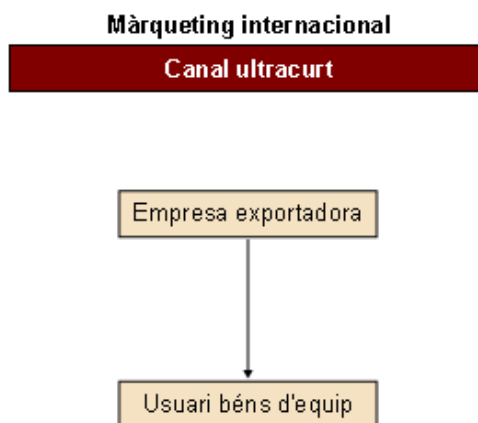 Màrqueting internacional
Canal ultracurt
Empresa exportadora
Usuari béns d'equip